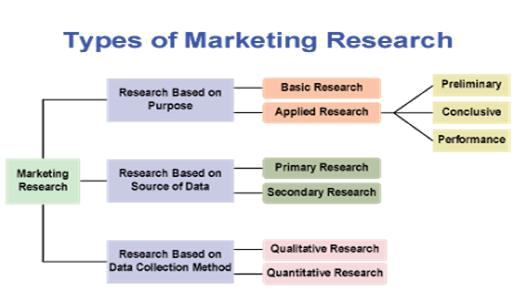 Types of Marketing Research
Marketing
Research
Research Based on
Purpose
Basic Research
Applied Research
Preliminary
Conclusive
Performance
Research Based on
Source of Data
Primary Research
Secondary Research
Research Based on
Data Collection Method
Qualitative Research
Quantitative Research